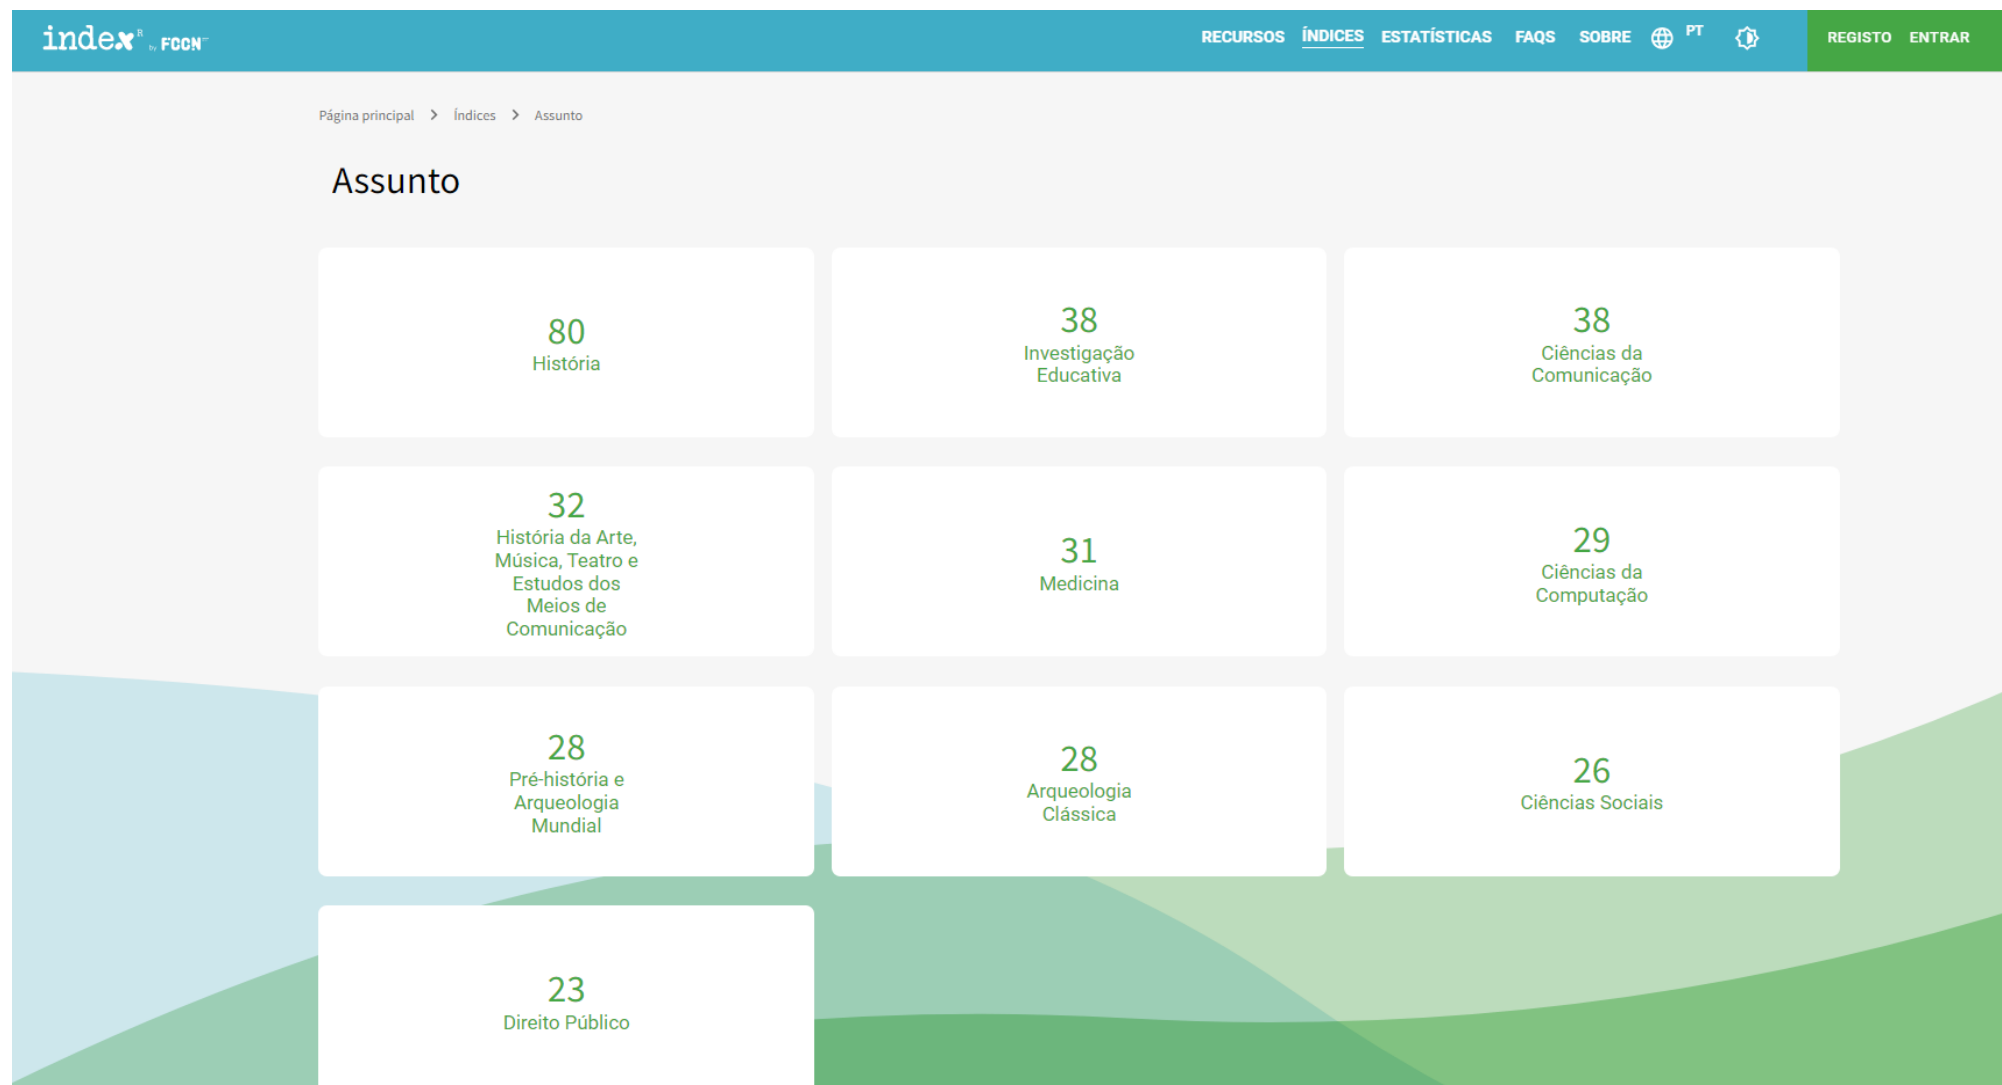 indexR by FCCN
RECURSOS ÍNDICES ESTATÍSTICAS FAQS SOBRE PT REGISTO ENTRAR
Página principal > Índices > Assunto
Assunto
80
História
38
Investigação
Educativa
38
Ciências da
Comunicação
32
História da Arte,
Música, Teatro e
Estudos dos
Meios de
Comunicação
31
Medicina
29
Ciências da
Computação
28
Pré-história e
Arqueologia
Mundial
28
Arqueologia
Clássica
26
Ciências Sociais
23
Direito Público